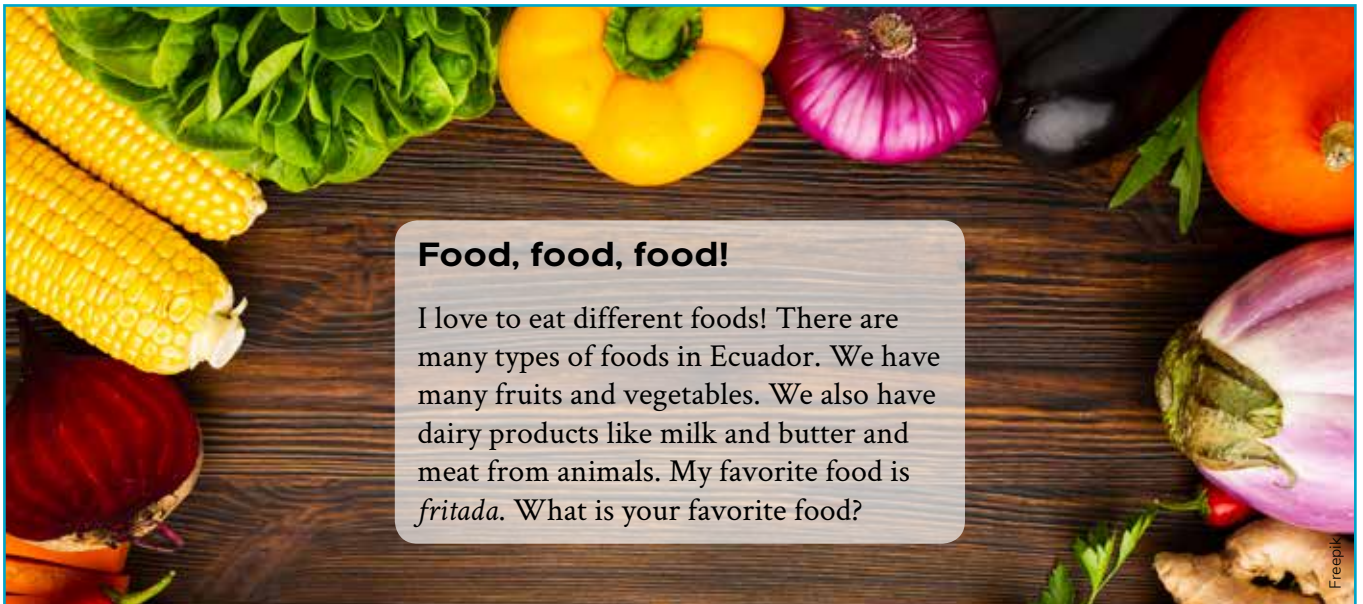 Food, food, food!
I love to eat different foods! There are
many types of foods in Ecuador. We have
many fruits and vegetables. We also have
dairy products like milk and butter and
meat from animals. My favorite food is
fritada. What is your favorite food?
Freepik